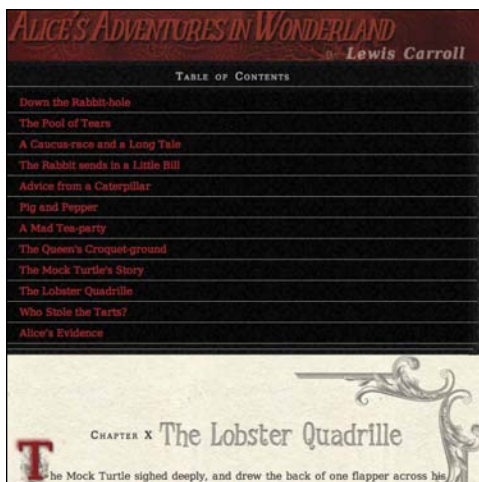 ALICE'S ADVENTURES IN WONDERLAND
By Lewis Carroll
TABLE OF CONTENTS
Down the Rabbit-hole
The Pool of Tears
A Caucus-race and a Long Tale
The Rabbit sends in a Little Bill
Advice from a Caterpillar
Pig and Pepper
A Mad Tea-party
The Queen's Croquet-ground
The Mock Turtle's Story
The Lobster Quadrille
Who Stole the Tarts?
Alice's Evidence
CHAPTER X The Lobster Quadrille
The Mock Turtle sighed deeply, and drew the back of one flapper across his